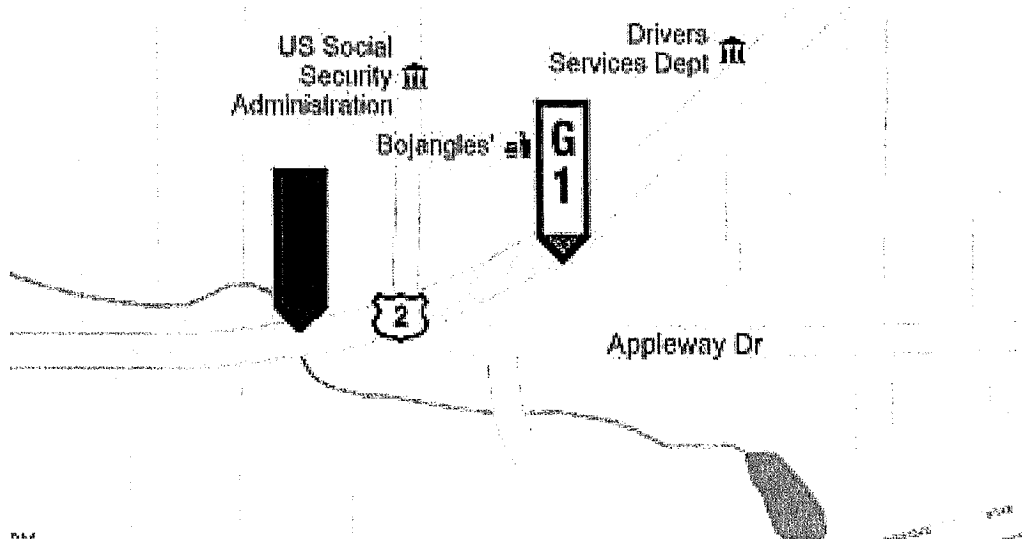 US Social
Security
Administration
Drivers
Services Dept
Bojangles'
G
1
2
Appleway Dr